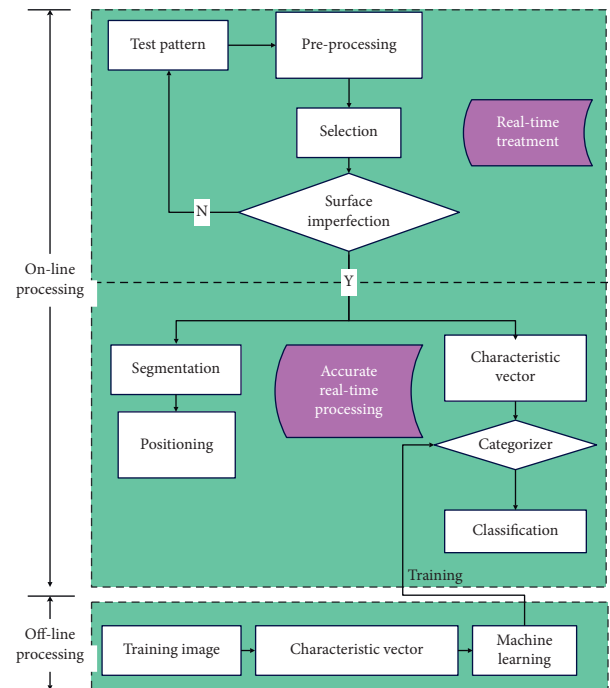 Test pattern
Pre-processing
Selection
Real-time
treatment
Surface
imperfection
N
Y
On-line
processing
Segmentation
Accurate
real-time
processing
Characteristic
vector
Positioning
Categorizer
Classification
Training
Off-line
processing
Training image
Characteristic vector
Machine
learning